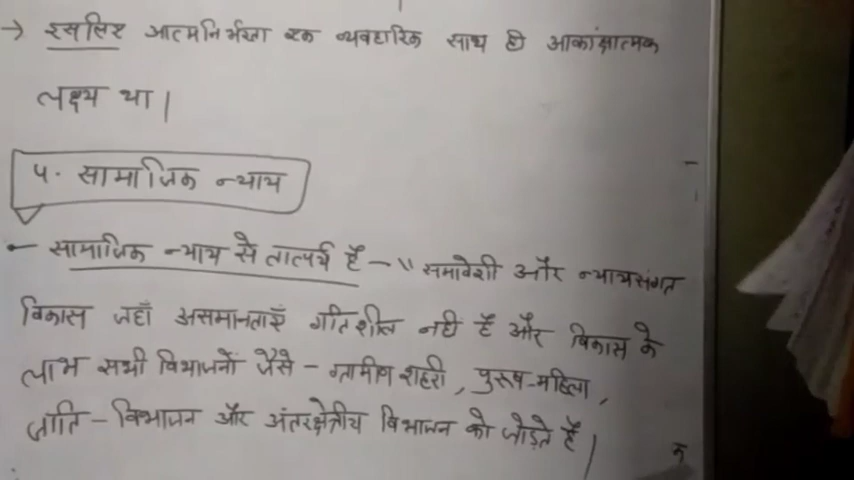 → इसलिए आत्मनिर्भरता एक व्यवहारिक साथ ही आकांक्षात्मक
लक्ष्य था।
५. सामाजिक न्याय
- सामाजिक न्याय से तात्पर्य है - "समावेशी और न्यायसंगत
विकास जहाँ असमानताएँ गतिशील नहीं है और विकास के
लाभ सभी विभाजनों जैसे - ग्रामीण शहरी, पुरुष-महिला,
जाति - विभाजन और अंतरक्षेत्रीय विभाजन को जोड़ते हैं।